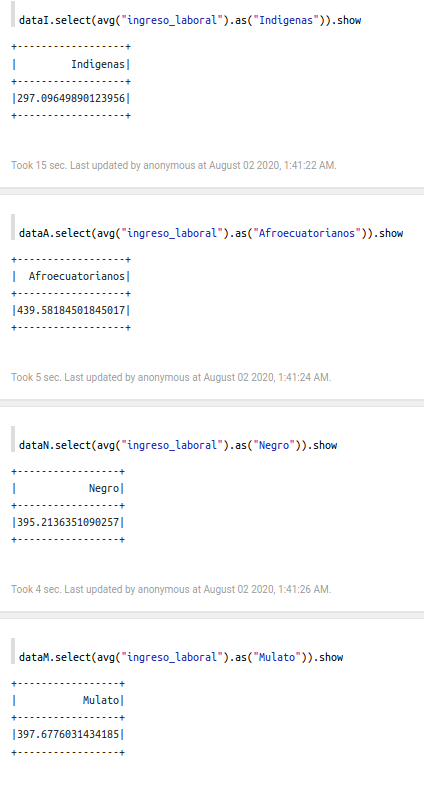 dataI.select(avg("ingreso_laboral").as("Indigenas")).show
+------------------+
|         Indigenas|
+------------------+
|297.09649890123956|
+------------------+
Took 15 sec. Last updated by anonymous at August 02 2020, 1:41:22 AM.
dataA.select(avg("ingreso_laboral").as("Afroecuatorianos")).show
+------------------+
|  Afroecuatorianos|
+------------------+
|439.58184501845017|
+------------------+
Took 5 sec. Last updated by anonymous at August 02 2020, 1:41:24 AM.
dataN.select(avg("ingreso_laboral").as("Negro")).show
+-----------------+
|            Negro|
+-----------------+
|395.2136351090257|
+-----------------+
Took 4 sec. Last updated by anonymous at August 02 2020, 1:41:26 AM.
dataM.select(avg("ingreso_laboral").as("Mulato")).show
+-----------------+
|           Mulato|
+-----------------+
|397.6776031434185|
+-----------------+